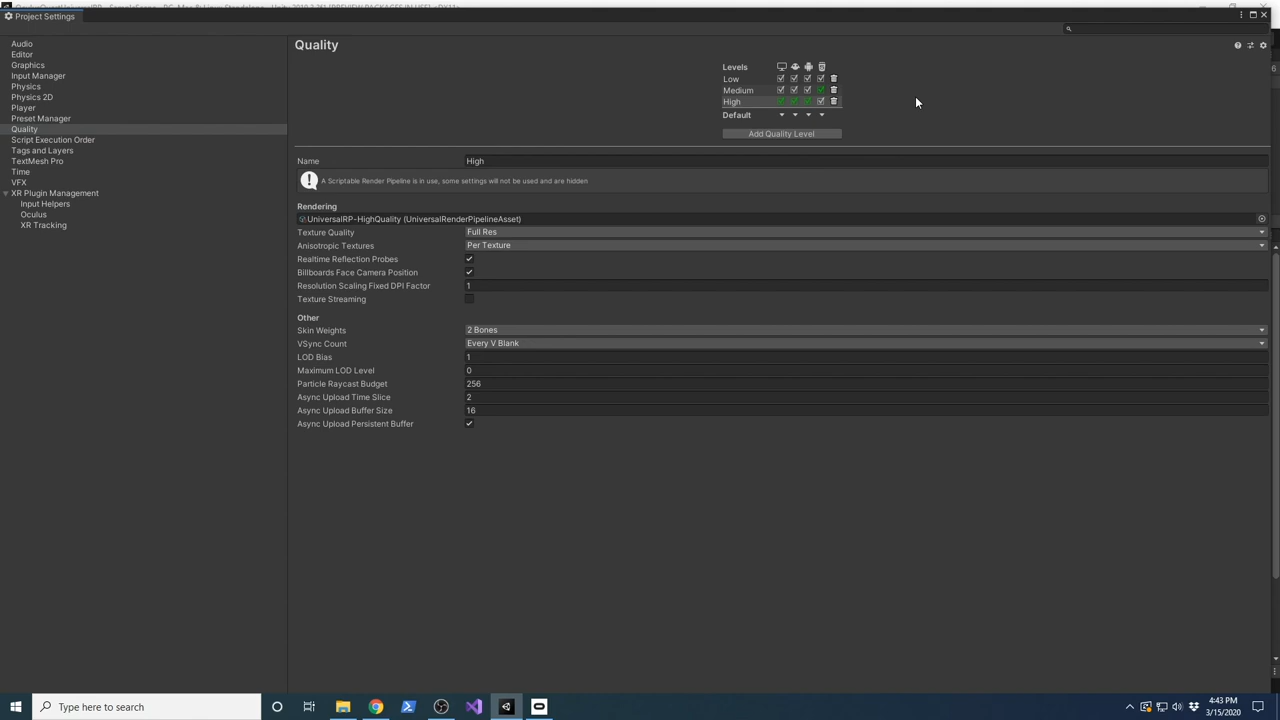 Project Settings
Audio
Editor
Graphics
Input Manager
Physics
Physics 2D
Player
Preset Manager
Quality
Script Execution Order
Tags and Layers
TextMesh Pro
Time
VFX
XR Plugin Management
Input Helpers
Oculus
XR Tracking
Quality
Levels
Low
Medium
High
Default
Add Quality Level
Name High
A Scriptable Render Pipeline is in use, some settings will not be used and are hidden
Rendering
UniversalRP-HighQuality (UniversalRenderPipelineAsset)
Texture Quality Full Res
Anisotropic Textures Per Texture
Realtime Reflection Probes
Billboards Face Camera Position
Resolution Scaling Fixed DPI Factor 1
Texture Streaming
Other
Skin Weights 2 Bones
VSync Count Every V Blank
LOD Bias 1
Maximum LOD Level 0
Particle Raycast Budget 256
Async Upload Time Slice 2
Async Upload Buffer Size 16
Async Upload Persistent Buffer
Type here to search
4:43 PM
3/15/2020